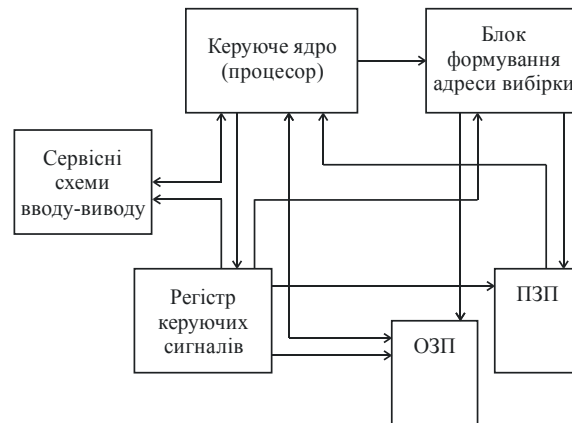 Керуюче ядро
(процесор)
Блок
формування
адреси вибірки
Сервісні
схеми
вводу-виводу
Регістр
керуючих
сигналів
ОЗП
ПЗП